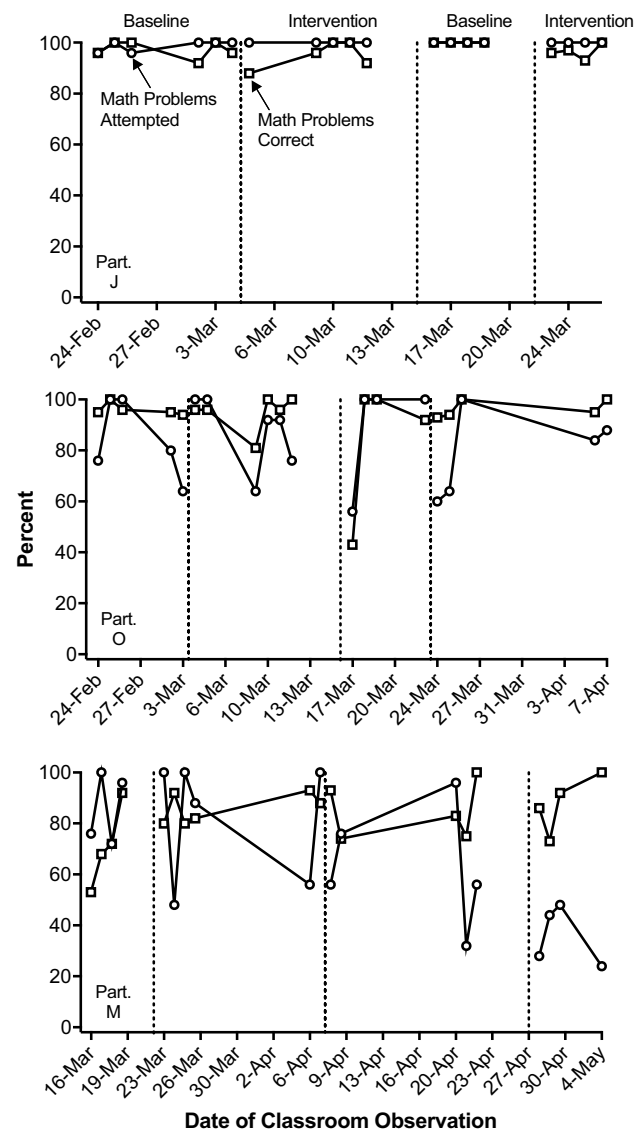 Baseline Intervention Baseline Intervention
100
80
60
40
20
0
Math Problems
Attempted
Math Problems
Correct
Part.
J
24-Feb 27-Feb 3-Mar 6-Mar 10-Mar 13-Mar 17-Mar 20-Mar 24-Mar
100
80
60
40
20
0
Part.
O
24-Feb 27-Feb 3-Mar 6-Mar 10-Mar 13-Mar 17-Mar 20-Mar 24-Mar 27-Mar 31-Mar 3-Apr 7-Apr
Percent
100
80
60
40
20
0
Part.
M
16-Mar 19-Mar 23-Mar 26-Mar 30-Mar 2-Apr 6-Apr 9-Apr 13-Apr 16-Apr 20-Apr 23-Apr 27-Apr 30-Apr 4-May
Date of Classroom Observation